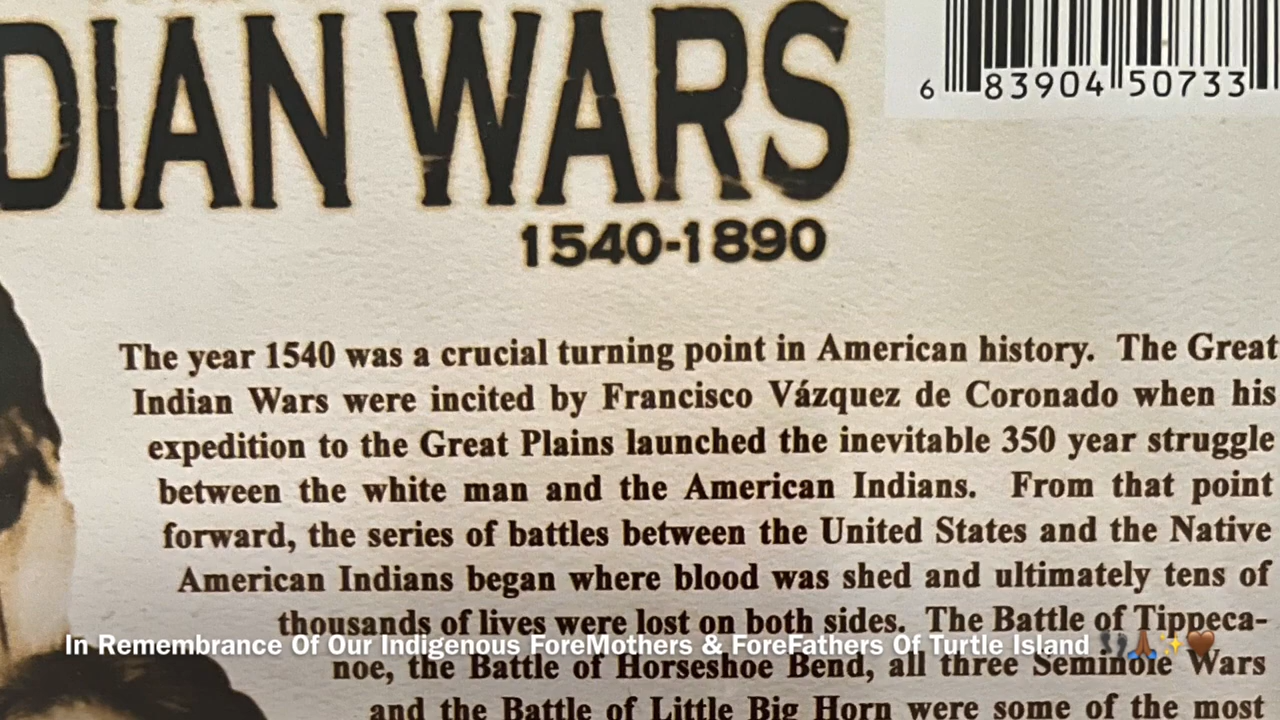 DIAN WARS
6 83904 50733
1540-1890
The year 1540 was a crucial turning point in American history. The Great
Indian Wars were incited by Francisco Vázquez de Coronado when his
expedition to the Great Plains launched the inevitable 350 year struggle
between the white man and the American Indians. From that point
forward, the series of battles between the United States and the Native
American Indians began where blood was shed and ultimately tens of
thousands of lives were lost on both sides. The Battle of Tippeca-
In Remembrance Of Our Indigenous ForeMothers & ForeFathers Of Turtle Island 👣🙏🏾✨🤎
noe, the Battle of Horseshoe Bend, all three Seminole Wars
and the Battle of Little Big Horn were some of the most